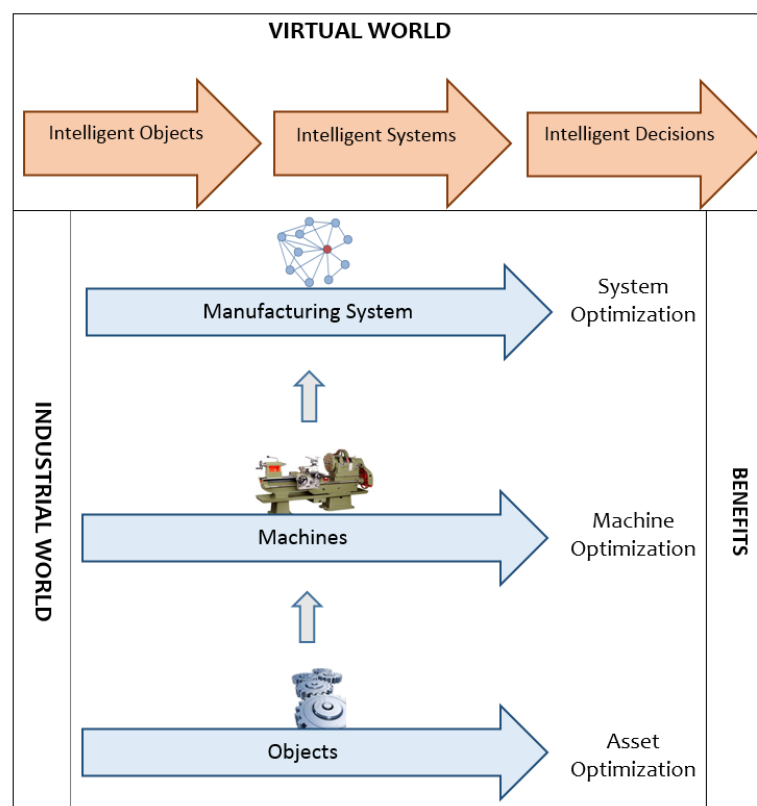 VIRTUAL WORLD
Intelligent Objects
Intelligent Systems
Intelligent Decisions
INDUSTRIAL WORLD
Manufacturing System
System
Optimization
Machines
Machine
Optimization
Objects
Asset
Optimization
BENEFITS